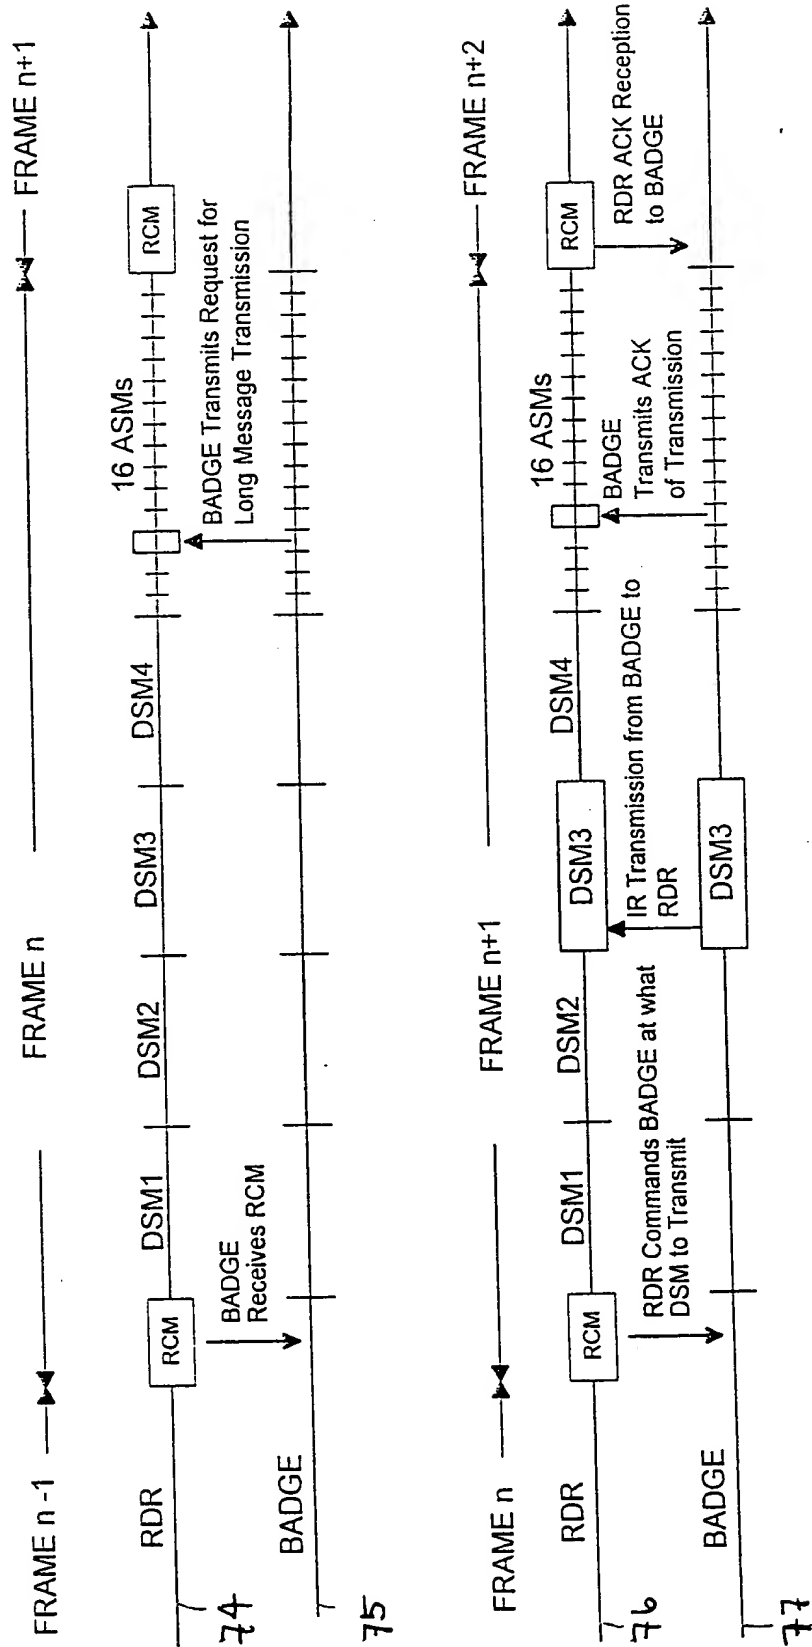 FRAME n -1
FRAME n
FRAME n+1
RDR
RCM
DSM1
DSM2
DSM3
DSM4
16 ASMs
RCM
BADGE
Receives RCM
BADGE Transmits Request for
Long Message Transmission
BADGE
74
75
FRAME n
FRAME n+1
FRAME n+2
RDR
RCM
DSM1
DSM2
DSM3
DSM4
16 ASMs
RCM
RDR Commands BADGE at what
DSM to Transmit
IR Transmission from BADGE to
RDR
BADGE
Transmits ACK
of Transmission
RDR ACK Reception
to BADGE
BADGE
DSM3
76
77